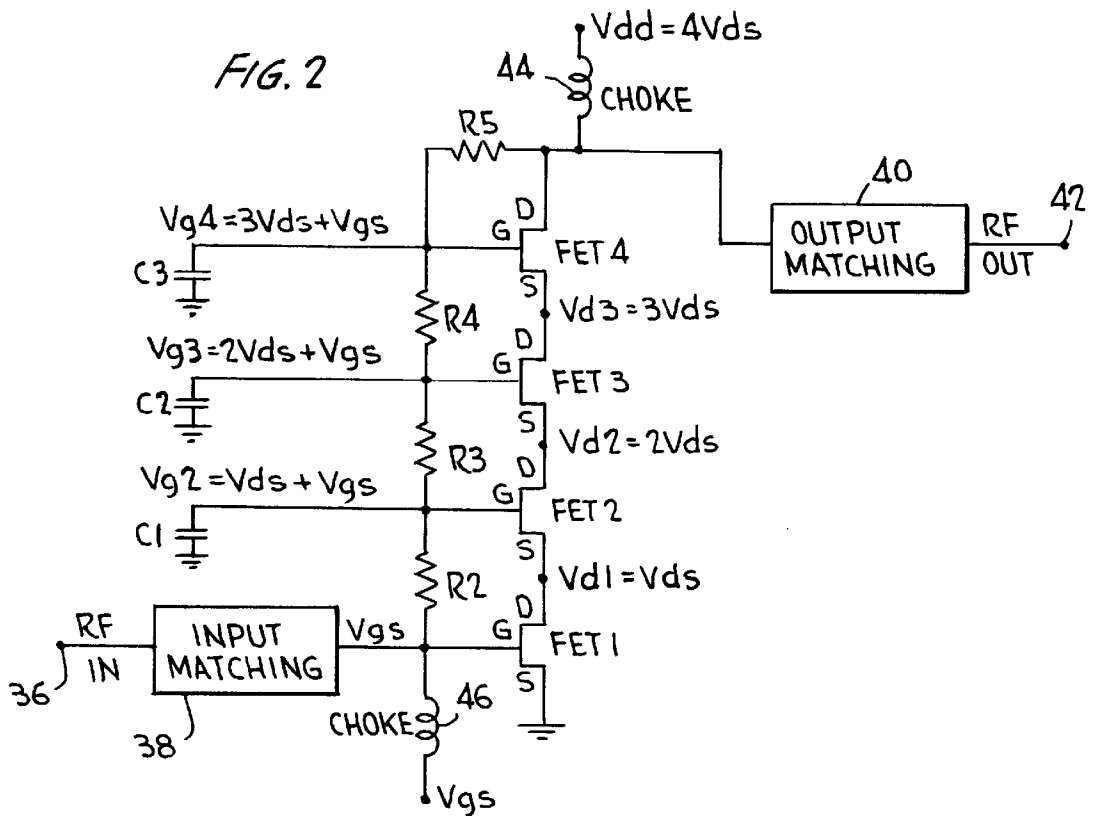 Vdd = 4Vds
FIG. 2
44
CHOKE
R5
40
42
Vg4 = 3Vds + Vgs
D
G
FET 4
OUTPUT
MATCHING
RF
OUT
C3
S
R4
Vd3 = 3Vds
D
Vg3 = 2Vds + Vgs
G
FET 3
C2
S
R3
Vd2 = 2Vds
D
Vg2 = Vds + Vgs
G
FET 2
C1
S
R2
Vd1 = Vds
D
RF
IN
INPUT
MATCHING
Vgs
G
FET 1
S
36
38
CHOKE
46
Vgs